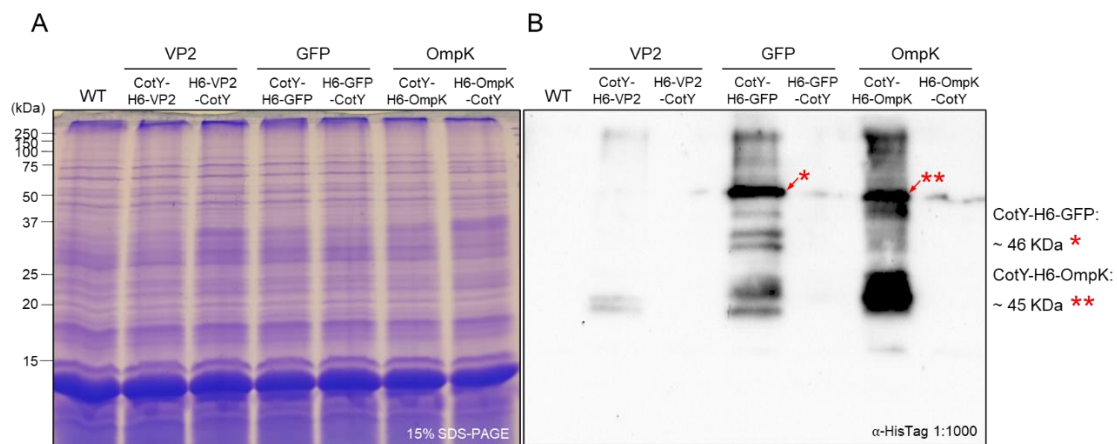 A
VP2
GFP
OmpK
(kDa)
WT
CotY-
H6-VP2
H6-VP2
-CotY
CotY-
H6-GFP
H6-GFP
-CotY
CotY-
H6-OmpK
H6-OmpK
-CotY
250
150
100
75
50
37
25
20
15
15% SDS-PAGE
B
VP2
GFP
OmpK
WT
CotY-
H6-VP2
H6-VP2
-CotY
CotY-
H6-GFP
H6-GFP
-CotY
CotY-
H6-OmpK
H6-OmpK
-CotY
*
**
α-HisTag 1:1000
CotY-H6-GFP:
~ 46 KDa *
CotY-H6-OmpK:
~ 45 KDa **